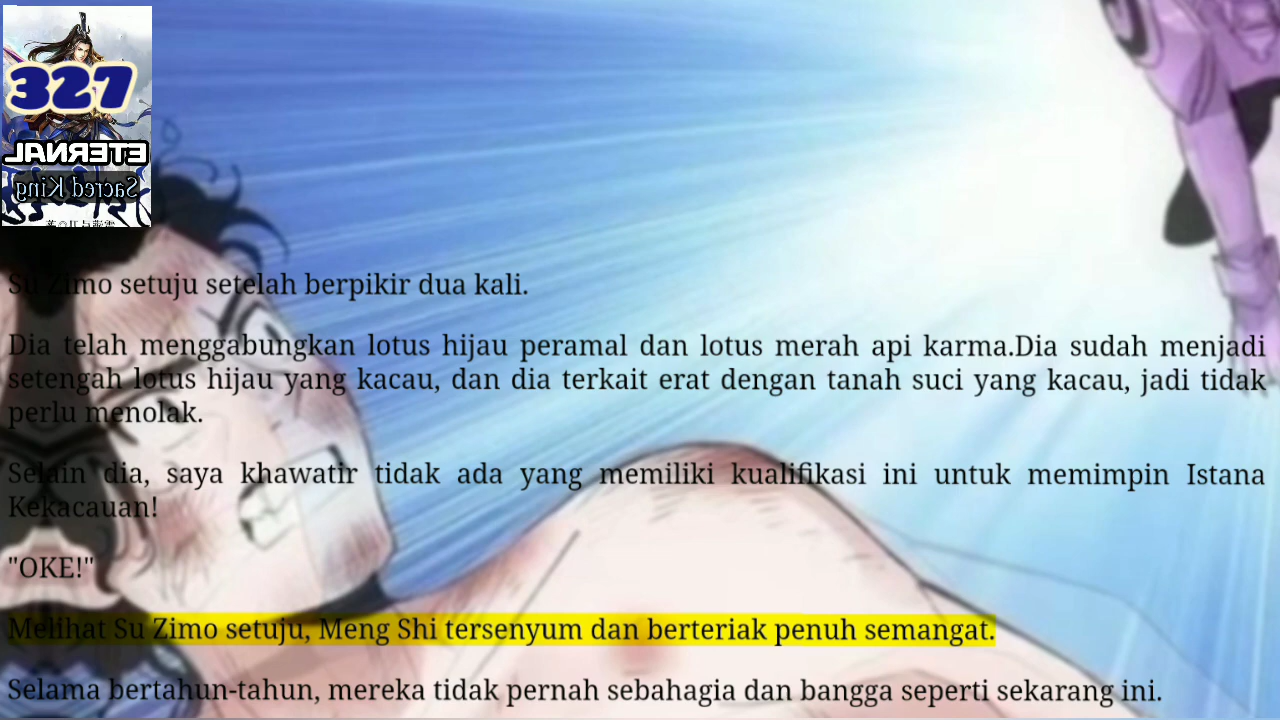 327
ETERNAL
Sacred King
Su Zimo setuju setelah berpikir dua kali.
Dia telah menggabungkan lotus hijau peramal dan lotus merah api karma.Dia sudah menjadi
setengah lotus hijau yang kacau, dan dia terkait erat dengan tanah suci yang kacau, jadi tidak
perlu menolak.
Selain dia, saya khawatir tidak ada yang memiliki kualifikasi ini untuk memimpin Istana
Kekacauan!
"OKE!"
Melihat Su Zimo setuju, Meng Shi tersenyum dan berteriak penuh semangat.
Selama bertahun-tahun, mereka tidak pernah sebahagia dan bangga seperti sekarang ini.